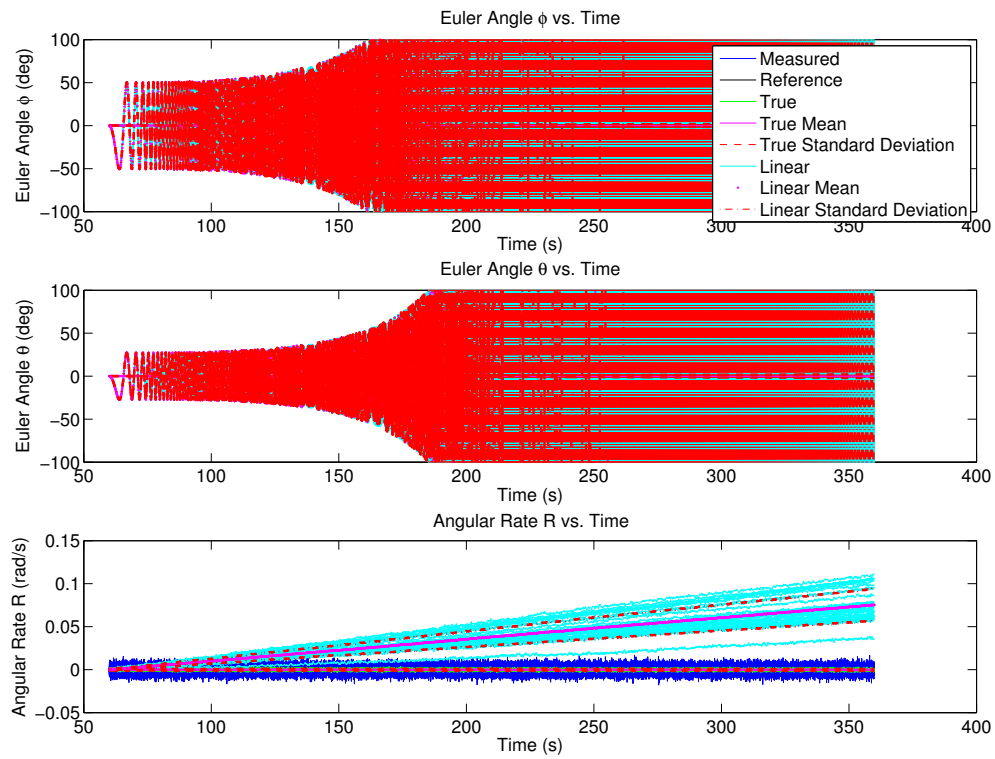 Euler Angle ϕ vs. Time
Euler Angle ϕ (deg)
100
50
0
−50
−100
50
100
150
200
250
300
350
400
Time (s)
Measured
Reference
True
True Mean
True Standard Deviation
Linear
Linear Mean
Linear Standard Deviation
Euler Angle θ vs. Time
Euler Angle θ (deg)
100
50
0
−50
−100
50
100
150
200
250
300
350
400
Time (s)
Angular Rate R vs. Time
Angular Rate R (rad/s)
0.15
0.1
0.05
0
−0.05
50
100
150
200
250
300
350
400
Time (s)